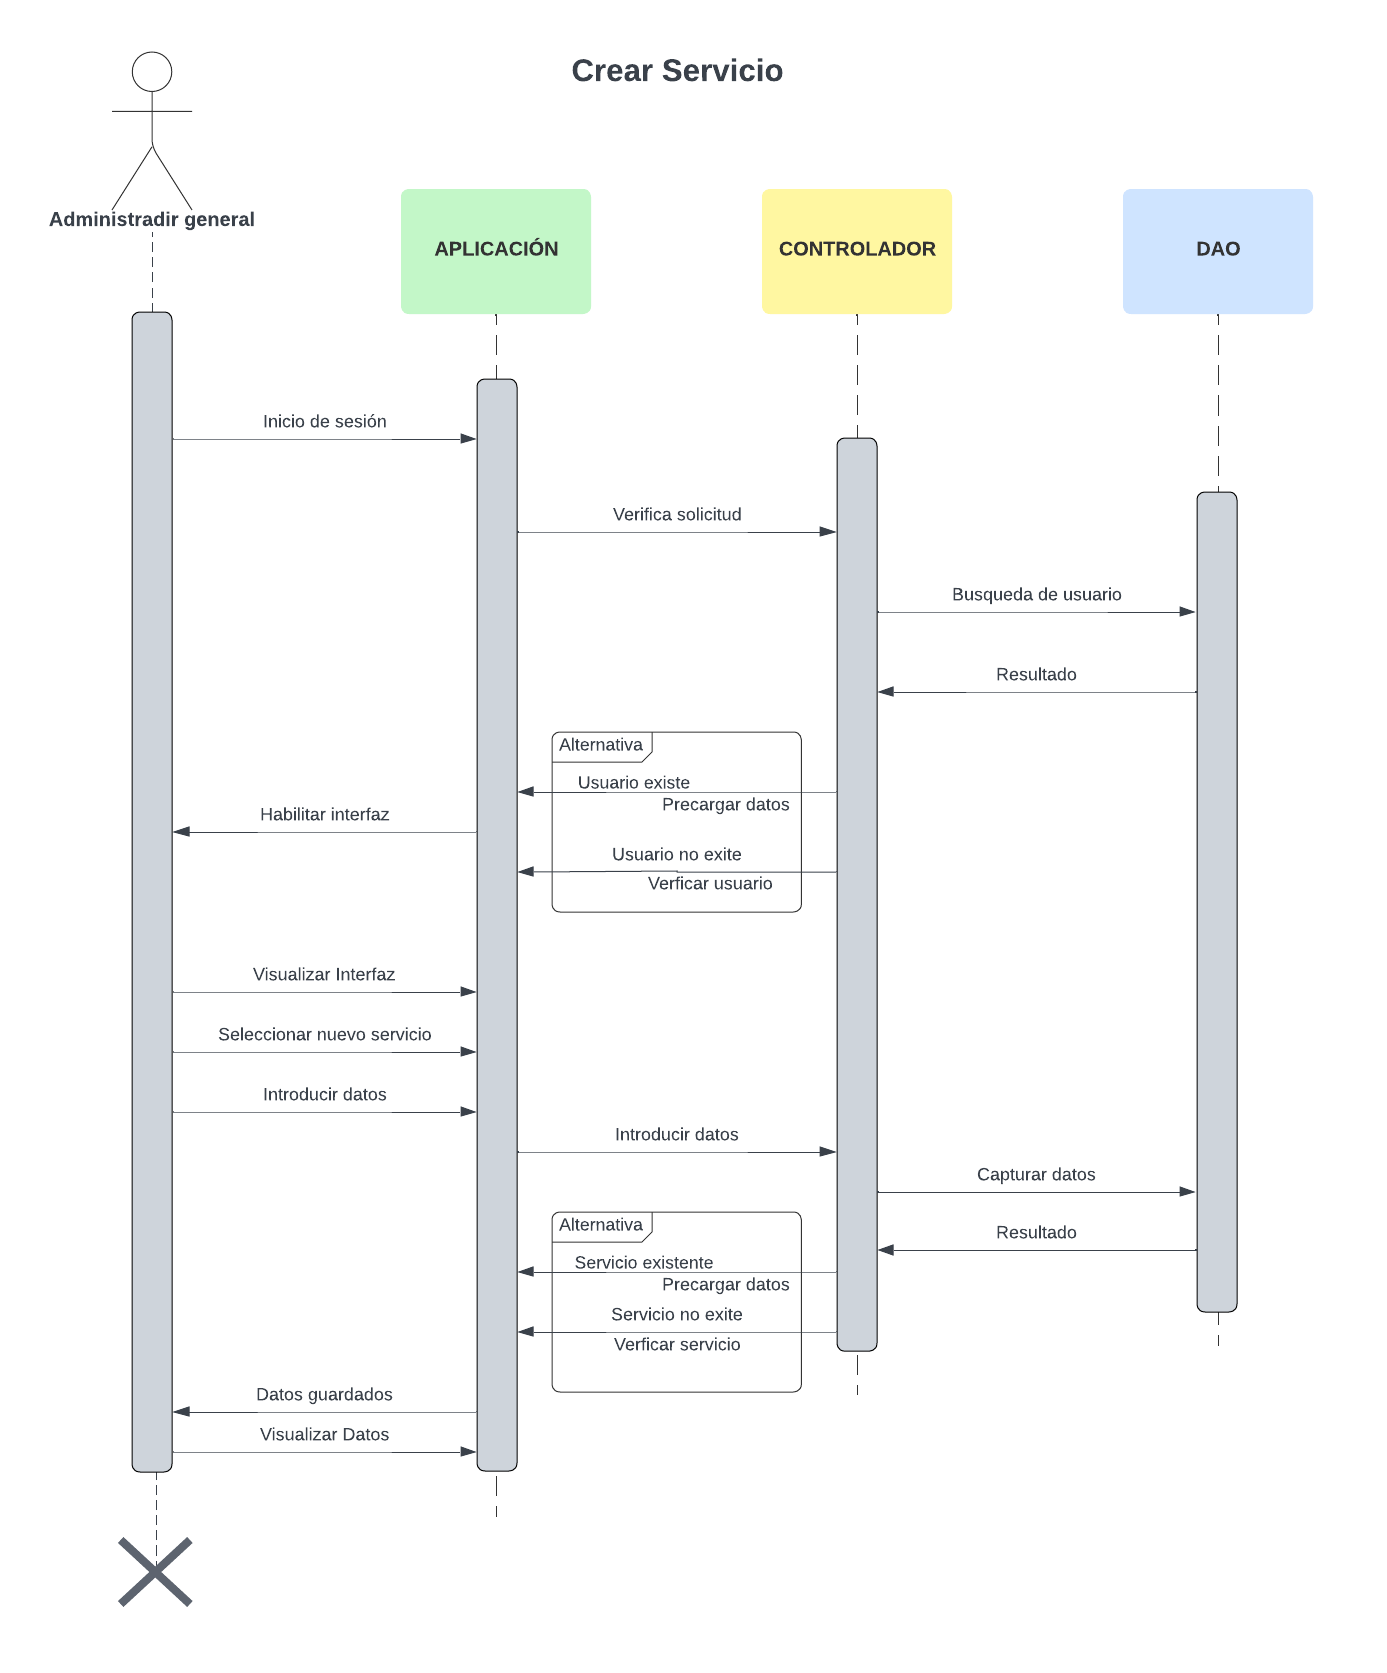 Crear Servicio
Administradir general
APLICACIÓN
CONTROLADOR
DAO
Inicio de sesión
Verifica solicitud
Busqueda de usuario
Resultado
Alternativa
Usuario existe
Precargar datos
Habilitar interfaz
Usuario no exite
Verficar usuario
Visualizar Interfaz
Seleccionar nuevo servicio
Introducir datos
Introducir datos
Capturar datos
Resultado
Alternativa
Servicio existente
Precargar datos
Servicio no exite
Verficar servicio
Datos guardados
Visualizar Datos